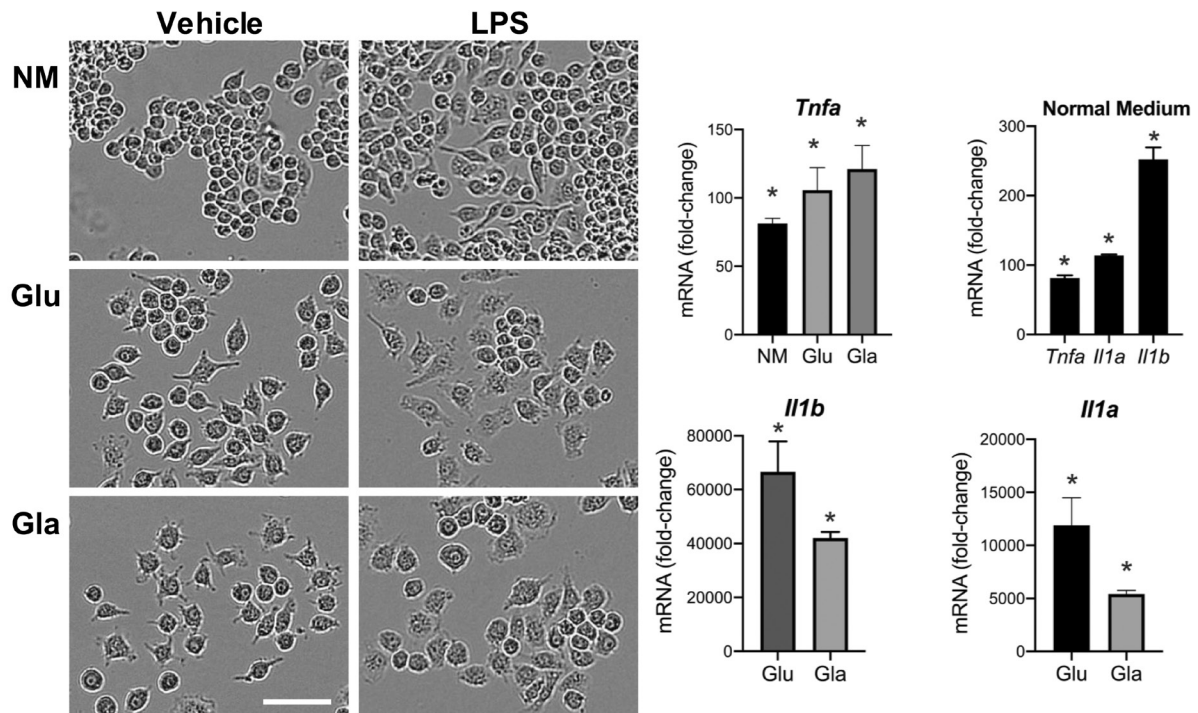 Vehicle
LPS
NM
Glu
Gla
Tnfa
mRNA (fold-change)
150
100
50
0
*
*
*
NM Glu Gla
Normal Medium
mRNA (fold-change)
300
200
100
0
*
*
*
Tnfa Il1a Il1b
Il1b
mRNA (fold-change)
80000
60000
40000
20000
0
*
*
Glu Gla
Il1a
mRNA (fold-change)
20000
15000
10000
5000
0
*
*
Glu Gla